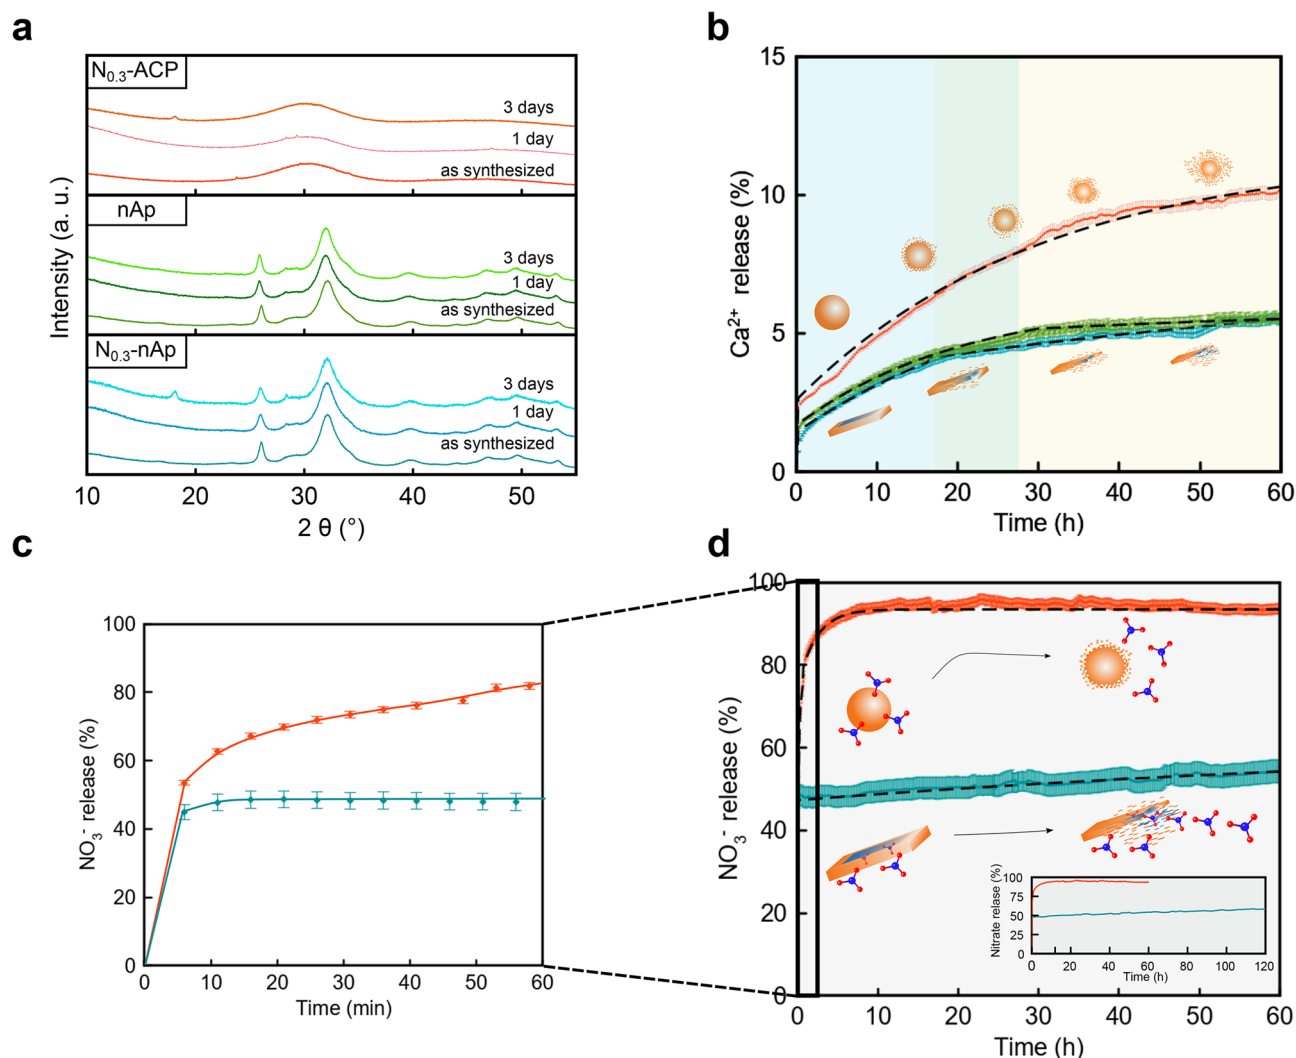 a
N0.3-ACP
3 days
1 day
as synthesized
nAp
3 days
1 day
as synthesized
N0.3-nAp
3 days
1 day
as synthesized
Intensity (a. u.)
10 20 30 40 50
2 θ (°)
b
15
10
5
0
Ca2+ release (%)
0 10 20 30 40 50 60
Time (h)
c
100
80
60
40
20
0
NO3- release (%)
0 10 20 30 40 50 60
Time (min)
d
100
80
60
40
20
0
NO3- release (%)
0 10 20 30 40 50 60
Time (h)
100
75
50
25
Nitrate relase (%)
0 20 40 60 80 100 120
Time (h)